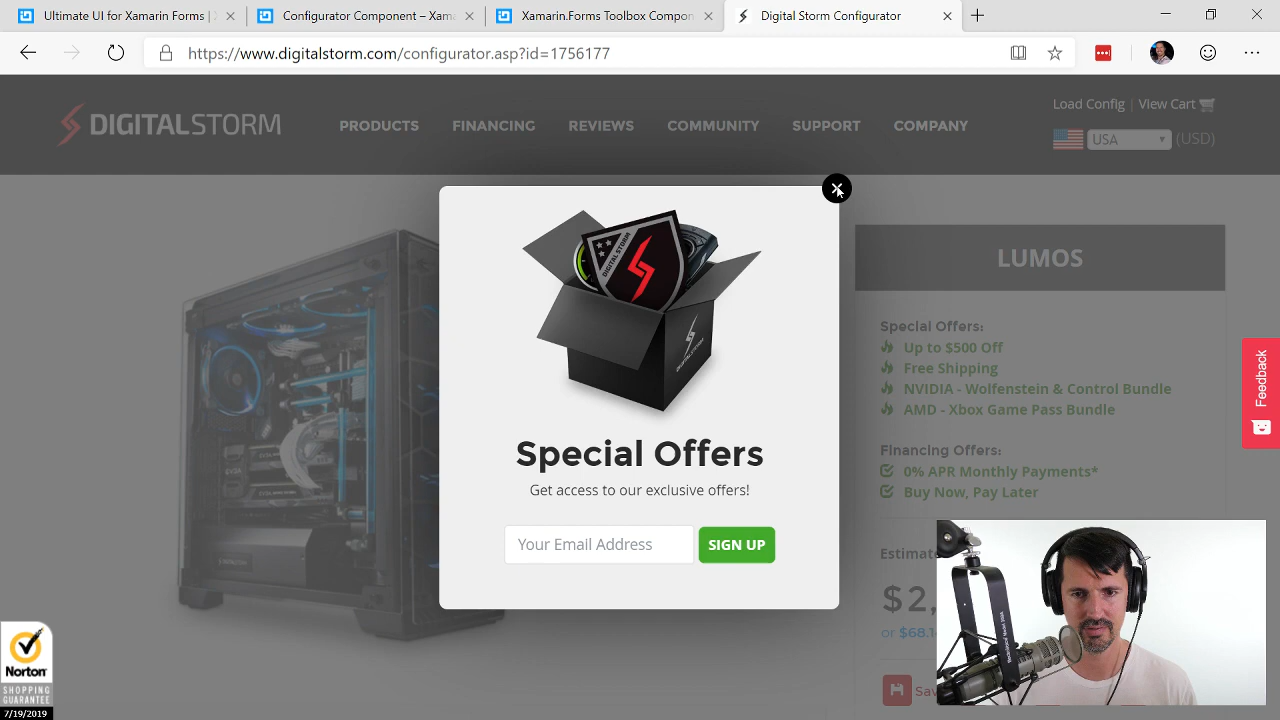 Ultimate UI for Xamarin Forms |
Configurator Component – Xam
Xamarin.Forms Toolbox Compon
Digital Storm Configurator
https://www.digitalstorm.com/configurator.asp?id=1756177
DIGITALSTORM
PRODUCTS
FINANCING
REVIEWS
COMMUNITY
SUPPORT
COMPANY
Load Config | View Cart
USA
(USD)
LUMOS
Special Offers:
Up to $500 Off
Free Shipping
NVIDIA - Wolfenstein & Control Bundle
AMD - Xbox Game Pass Bundle
Financing Offers:
0% APR Monthly Payments*
Buy Now, Pay Later
Estimate
$2,
or $68.1
Sav
DIGITALSTORM
DIGITALSTORM
Special Offers
Get access to our exclusive offers!
Your Email Address
SIGN UP
Feedback
Norton
SHOPPING
GUARANTEE
7/19/2019